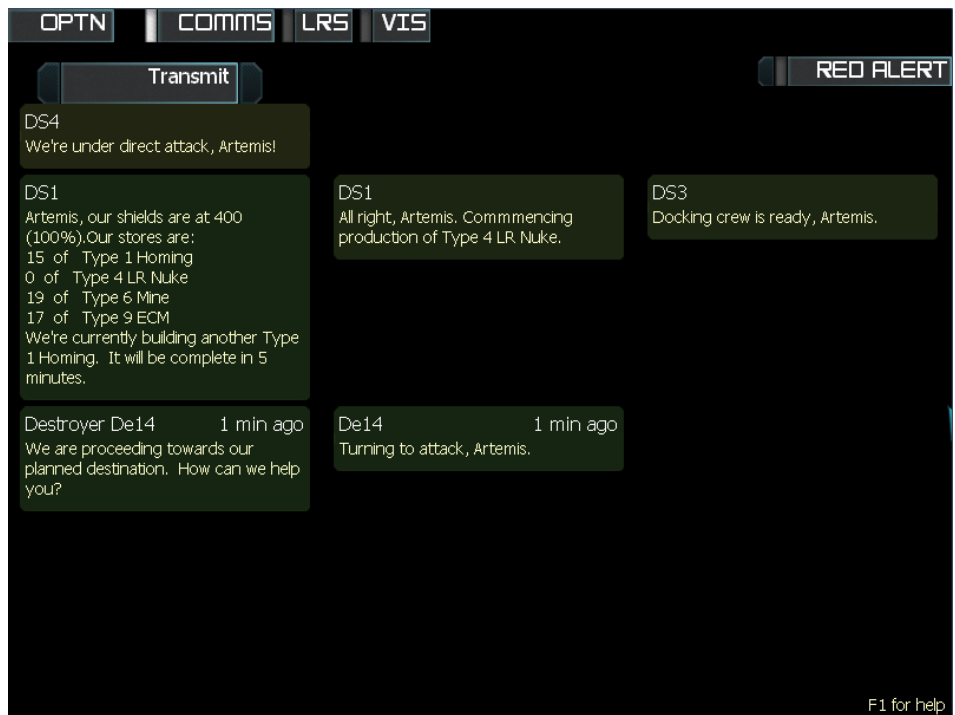 OPTN COMMS LRS VIS
Transmit
RED ALERT
DS4
We're under direct attack, Artemis!
DS1
Artemis, our shields are at 400
(100%).Our stores are:
15 of Type 1 Homing
0 of Type 4 LR Nuke
19 of Type 6 Mine
17 of Type 9 ECM
We're currently building another Type
1 Homing. It will be complete in 5
minutes.
DS1
All right, Artemis. Commmencing
production of Type 4 LR Nuke.
DS3
Docking crew is ready, Artemis.
Destroyer De14 1 min ago
We are proceeding towards our
planned destination. How can we help
you?
De14 1 min ago
Turning to attack, Artemis.
F1 for help